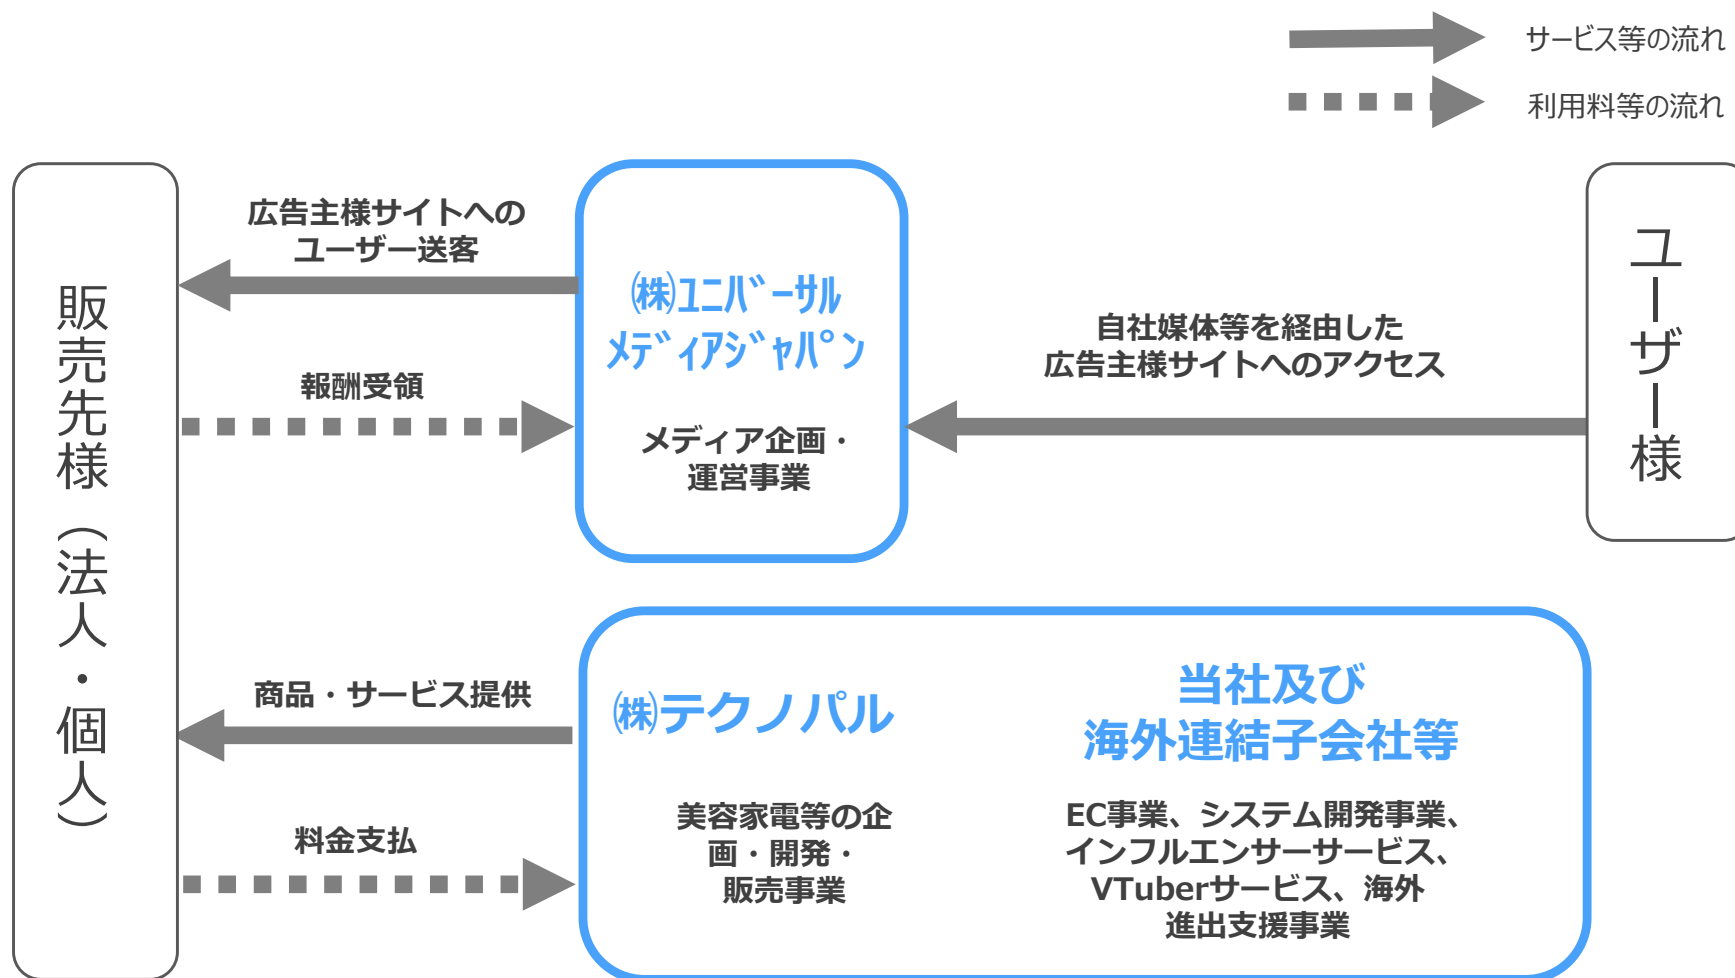 サービス等の流れ
利用料等の流れ
販売先様（法人・個人）
広告主様サイトへの
ユーザー送客
報酬受領
㈱ﾕﾆﾊﾞｰｻﾙ
ﾒﾃﾞｨｱｼﾞｬﾊﾟﾝ
メディア企画・
運営事業
自社媒体等を経由した
広告主様サイトへのアクセス
ユーザー様
商品・サービス提供
料金支払
㈱テクノパル
美容家電等の企
画・開発・
販売事業
当社及び
海外連結子会社等
EC事業、システム開発事業、
インフルエンサーサービス、
VTuberサービス、海外
進出支援事業